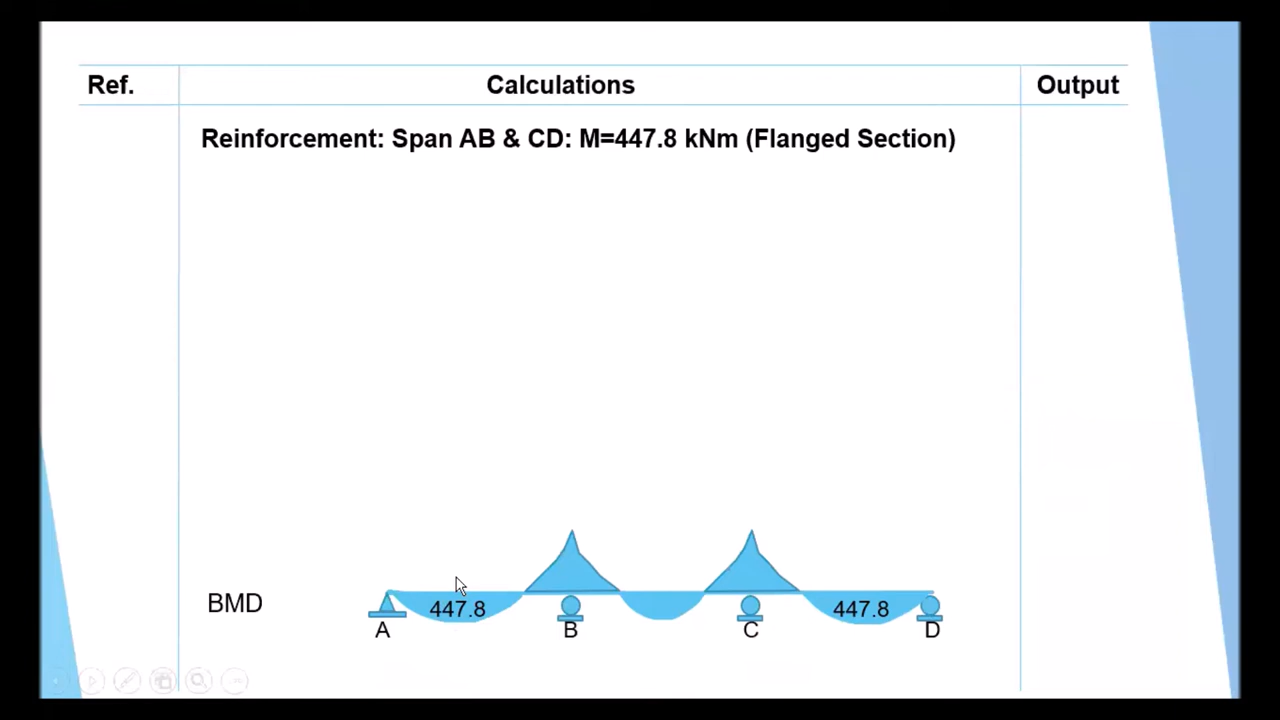 Ref. Calculations Output
Reinforcement: Span AB & CD: M=447.8 kNm (Flanged Section)
BMD 447.8 447.8
A B C D